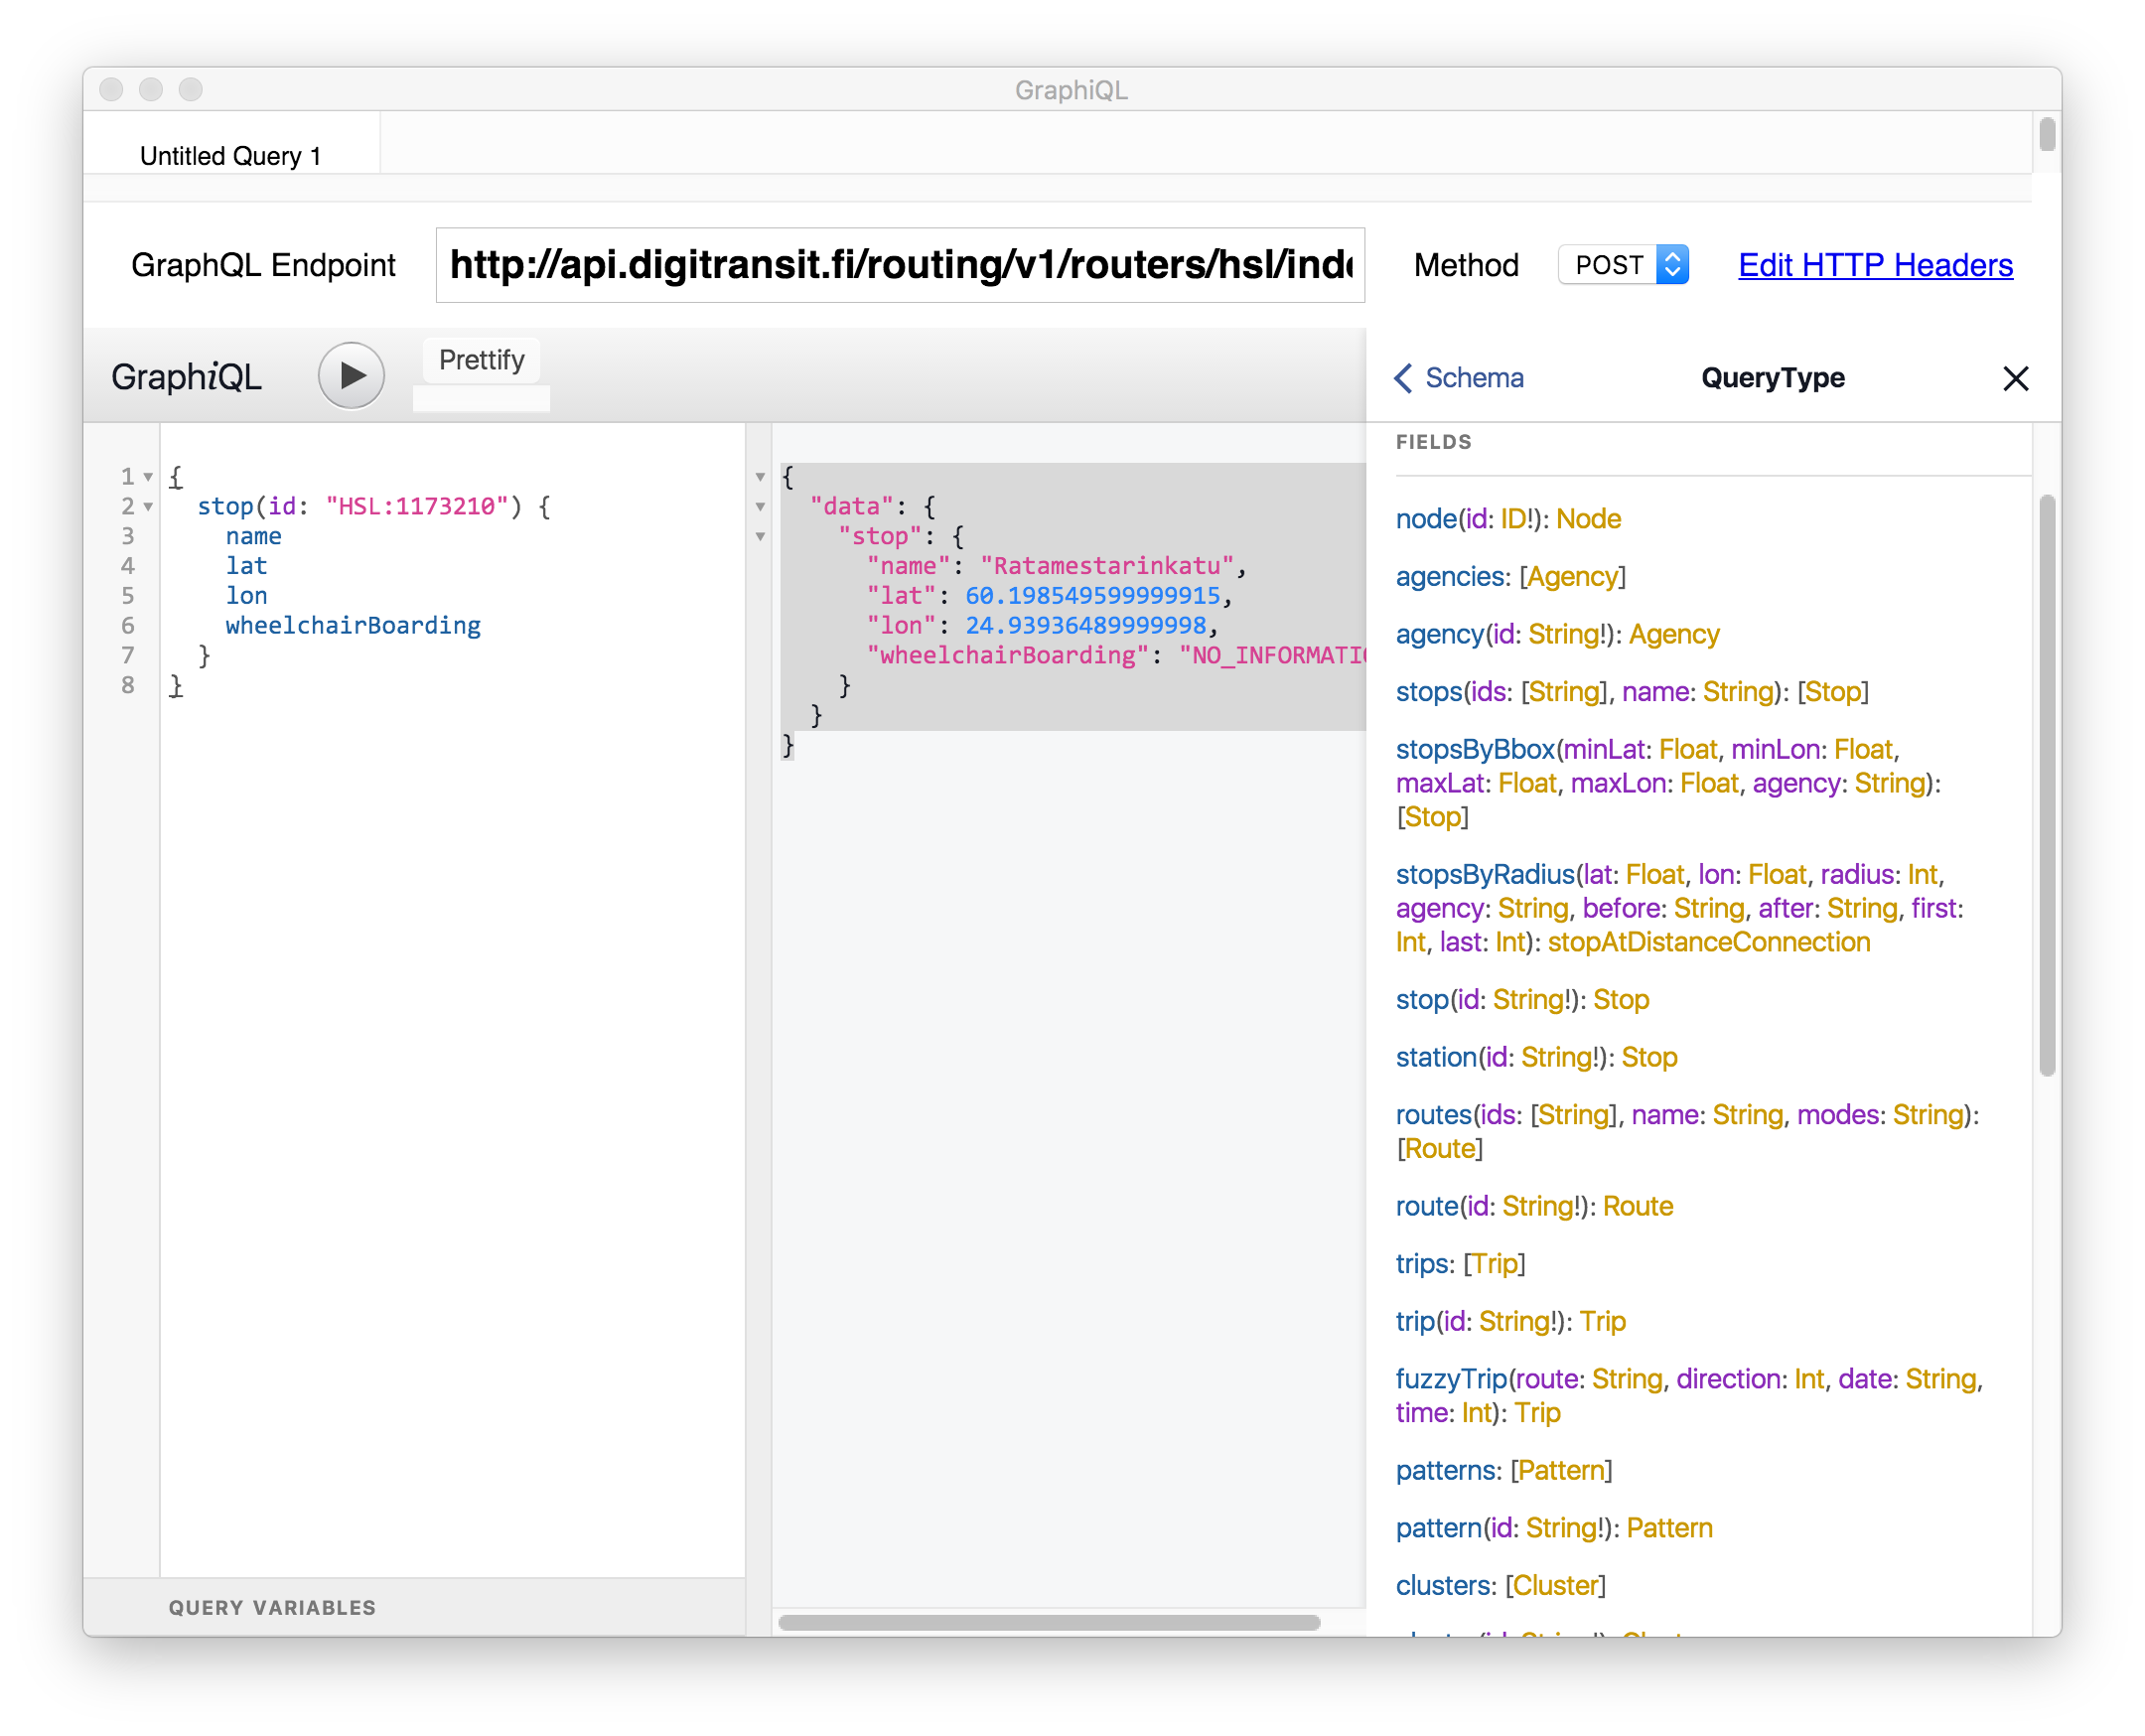 GraphiQL
Untitled Query 1
GraphQL Endpoint
http://api.digitransit.fi/routing/v1/routers/hsl/inde
Method
POST
Edit HTTP Headers
GraphiQL
Prettify
1 {
2 stop(id: "HSL:1173210") {
3 name
4 lat
5 lon
6 wheelchairBoarding
7 }
8 }
QUERY VARIABLES
{
"data": {
"stop": {
"name": "Ratamestarinkatu",
"lat": 60.198549599999915,
"lon": 24.93936489999998,
"wheelchairBoarding": "NO_INFORMATIO
}
}
}
Schema
QueryType
FIELDS
node(id: ID!): Node
agencies: [Agency]
agency(id: String!): Agency
stops(ids: [String], name: String): [Stop]
stopsByBbox(minLat: Float, minLon: Float,
maxLat: Float, maxLon: Float, agency: String):
[Stop]
stopsByRadius(lat: Float, lon: Float, radius: Int,
agency: String, before: String, after: String, first:
Int, last: Int): stopAtDistanceConnection
stop(id: String!): Stop
station(id: String!): Stop
routes(ids: [String], name: String, modes: String):
[Route]
route(id: String!): Route
trips: [Trip]
trip(id: String!): Trip
fuzzyTrip(route: String, direction: Int, date: String,
time: Int): Trip
patterns: [Pattern]
pattern(id: String!): Pattern
clusters: [Cluster]